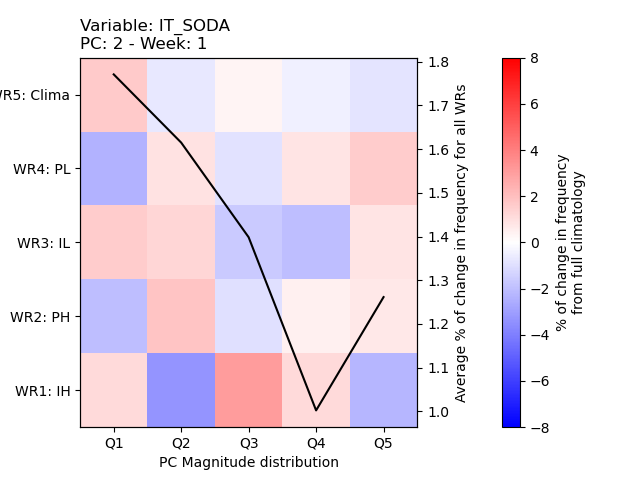 Variable: IT_SODA
PC: 2 - Week: 1
WR5: Clima
WR4: PL
WR3: IL
WR2: PH
WR1: IH
Q1 Q2 Q3 Q4 Q5
PC Magnitude distribution
1.8
1.7
1.6
1.5
1.4
1.3
1.2
1.1
1.0
Average % of change in frequency for all WRs
8
6
4
2
0
−2
−4
−6
−8
% of change in frequency
from full climatology